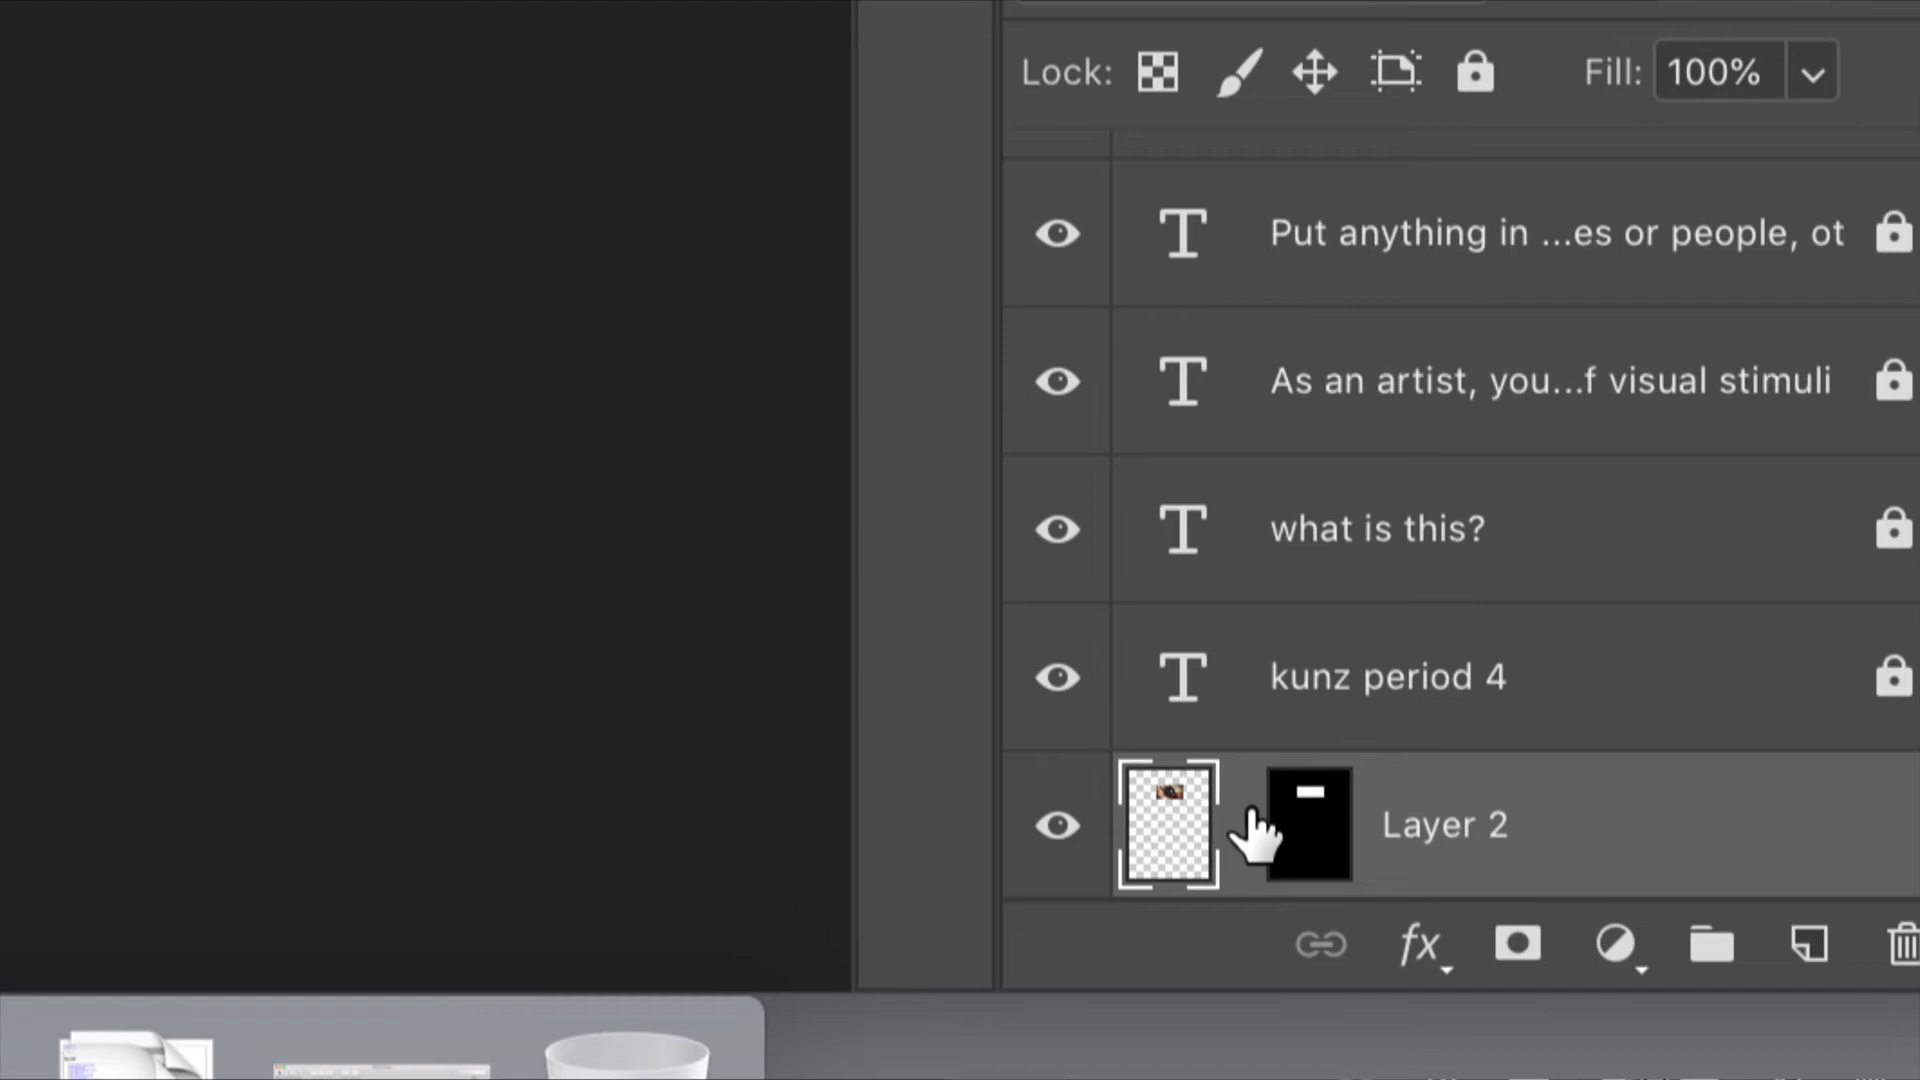 Lock:
Fill: 100%
Put anything in ...es or people, ot
As an artist, you...f visual stimuli
what is this?
kunz period 4
Layer 2
fx